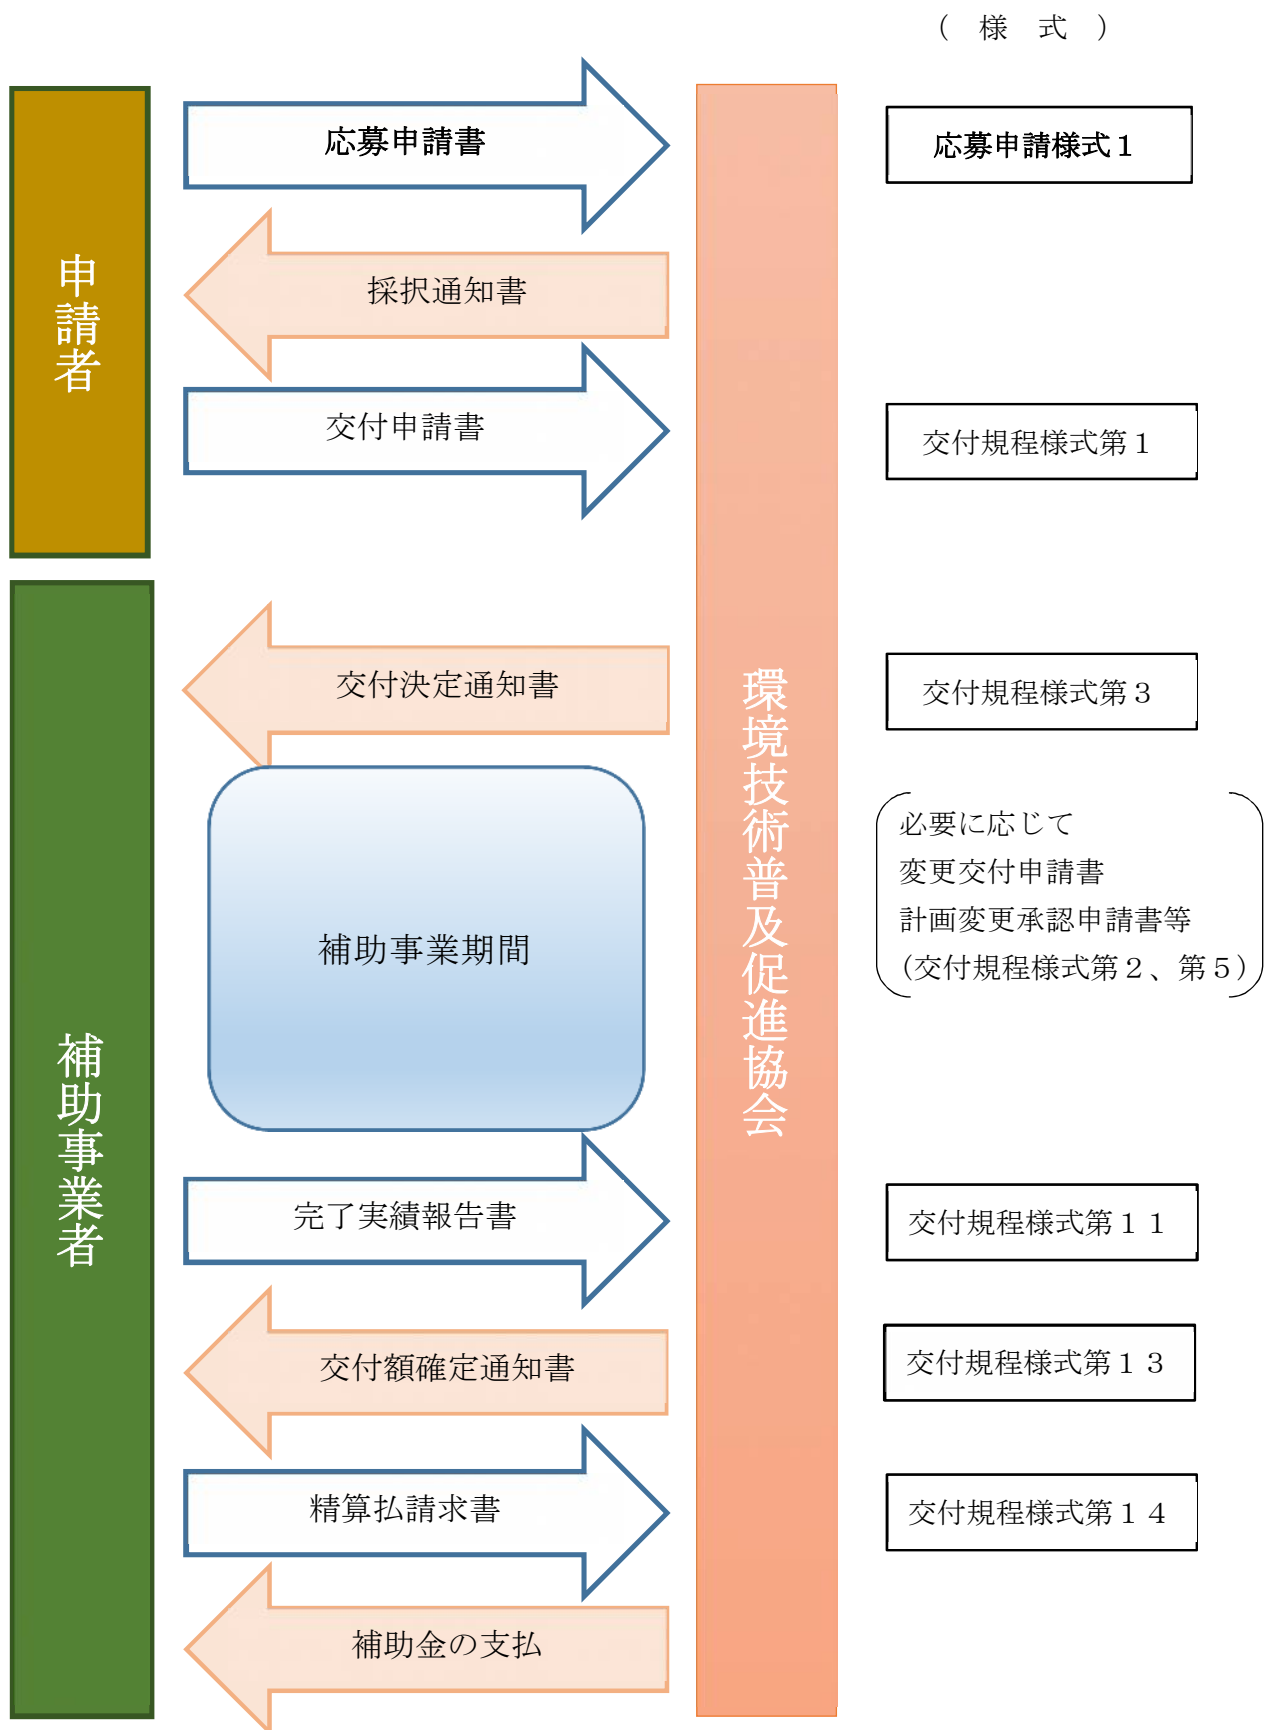 （　様　式　）
申請者
応募申請書
応募申請様式１
採択通知書
交付申請書
交付規程様式第１
環境技術普及促進協会
補助事業者
交付決定通知書
交付規程様式第３
補助事業期間
必要に応じて
変更交付申請書
計画変更承認申請書等
（交付規程様式第２、第５）
完了実績報告書
交付規程様式第１１
交付額確定通知書
交付規程様式第１３
精算払請求書
交付規程様式第１４
補助金の支払